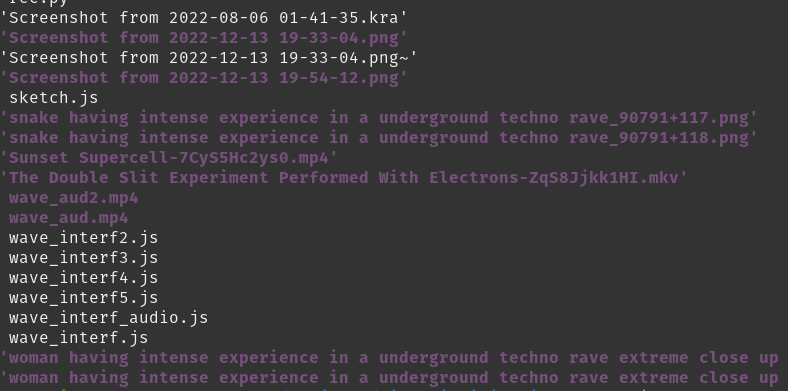 rec.py
'Screenshot from 2022-08-06 01-41-35.kra'
'Screenshot from 2022-12-13 19-33-04.png'
'Screenshot from 2022-12-13 19-33-04.png~'
'Screenshot from 2022-12-13 19-54-12.png'
sketch.js
'snake having intense experience in a underground techno rave_90791+117.png'
'snake having intense experience in a underground techno rave_90791+118.png'
'Sunset Supercell-7CyS5Hc2ys0.mp4'
'The Double Slit Experiment Performed With Electrons-ZqS8Jjkk1HI.mkv'
wave_aud2.mp4
wave_aud.mp4
wave_interf2.js
wave_interf3.js
wave_interf4.js
wave_interf5.js
wave_interf_audio.js
wave_interf.js
'woman having intense experience in a underground techno rave extreme close up
'woman having intense experience in a underground techno rave extreme close up